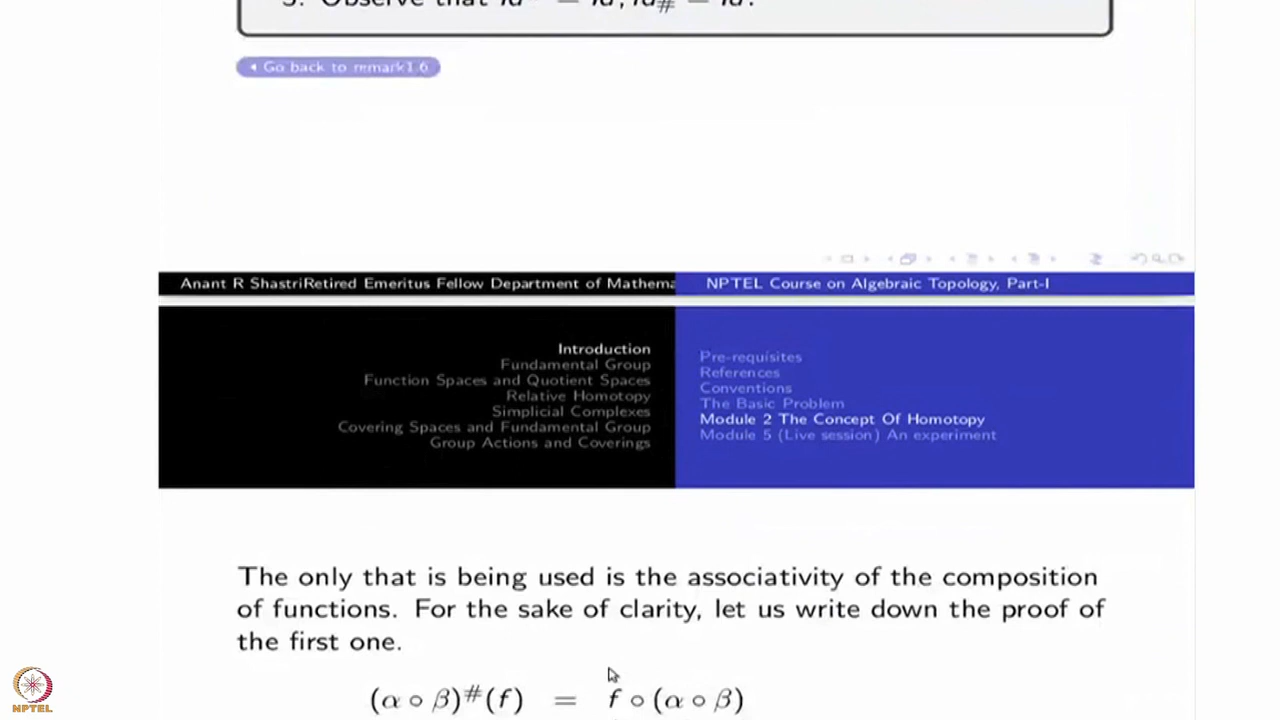 ◂ Go back to remark1.6
Anant R ShastriRetired Emeritus Fellow Department of Mathema
NPTEL Course on Algebraic Topology, Part-I
Introduction
Fundamental Group
Function Spaces and Quotient Spaces
Relative Homotopy
Simplicial Complexes
Covering Spaces and Fundamental Group
Group Actions and Coverings
Pre-requisites
References
Conventions
The Basic Problem
Module 2 The Concept Of Homotopy
Module 5 (Live session) An experiment
The only that is being used is the associativity of the composition
of functions. For the sake of clarity, let us write down the proof of
the first one.
(α ∘ β)^#(f) = f ∘ (α ∘ β)
NPTEL